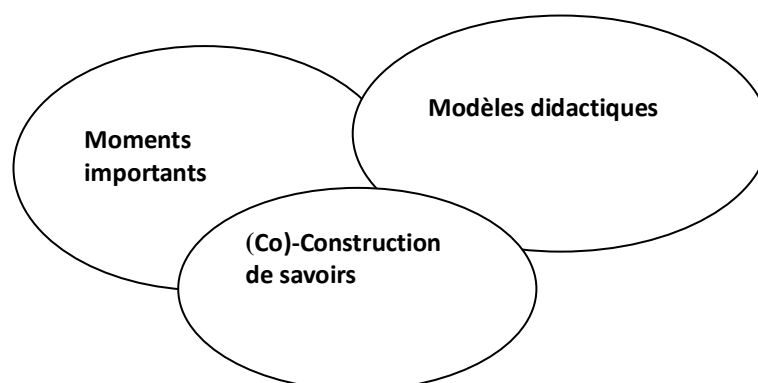 Modèles didactiques
Moments
importants
(Co)-Construction
de savoirs